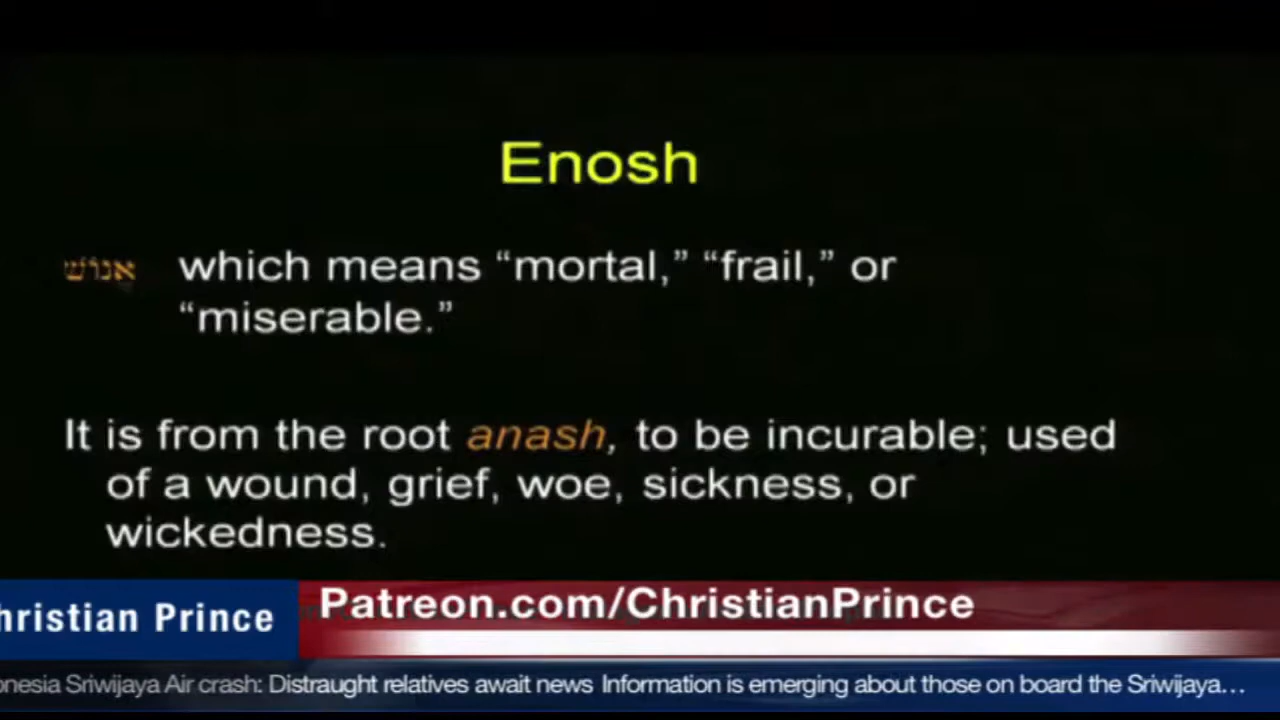 Enosh
אֱנוֹשׁ which means “mortal,” “frail,” or
“miserable.”
It is from the root anash, to be incurable; used
of a wound, grief, woe, sickness, or
wickedness.
hristian Prince Patreon.com/ChristianPrince
onesia Sriwijaya Air crash: Distraught relatives await news Information is emerging about those on board the Sriwijaya…